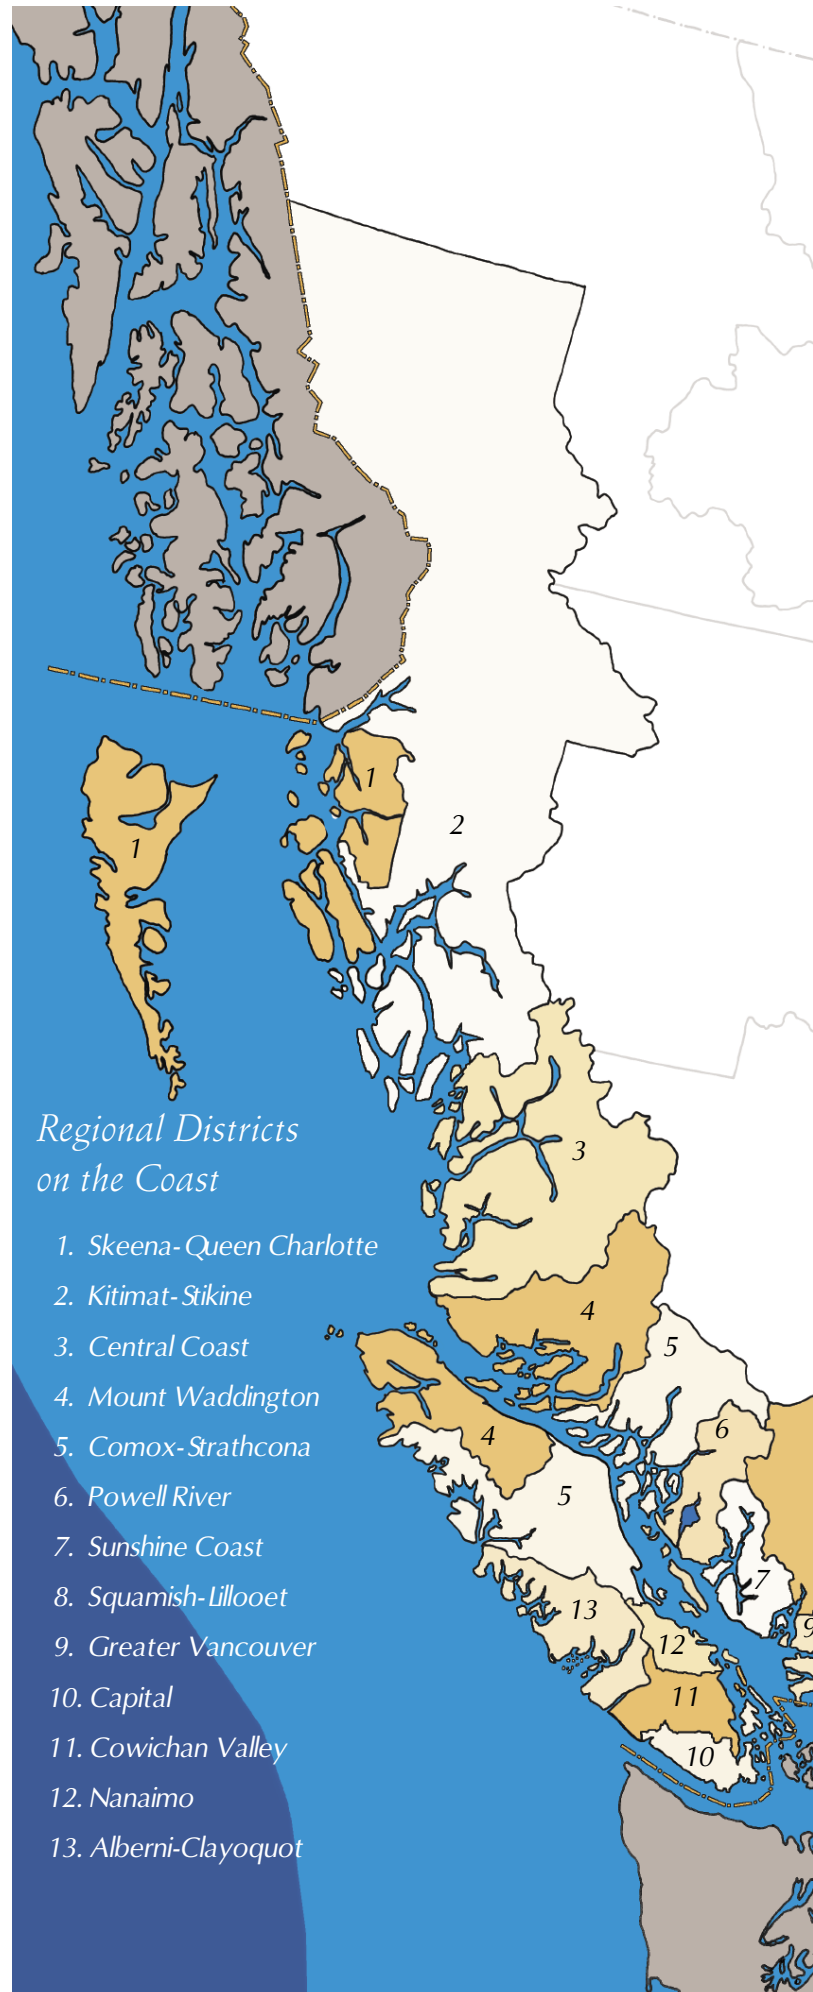 1
1
2
3
4
5
6
4
5
7
13
9
12
11
10
Regional Districts
on the Coast
1. Skeena-Queen Charlotte
2. Kitimat-Stikine
3. Central Coast
4. Mount Waddington
5. Comox-Strathcona
6. Powell River
7. Sunshine Coast
8. Squamish-Lillooet
9. Greater Vancouver
10. Capital
11. Cowichan Valley
12. Nanaimo
13. Alberni-Clayoquot